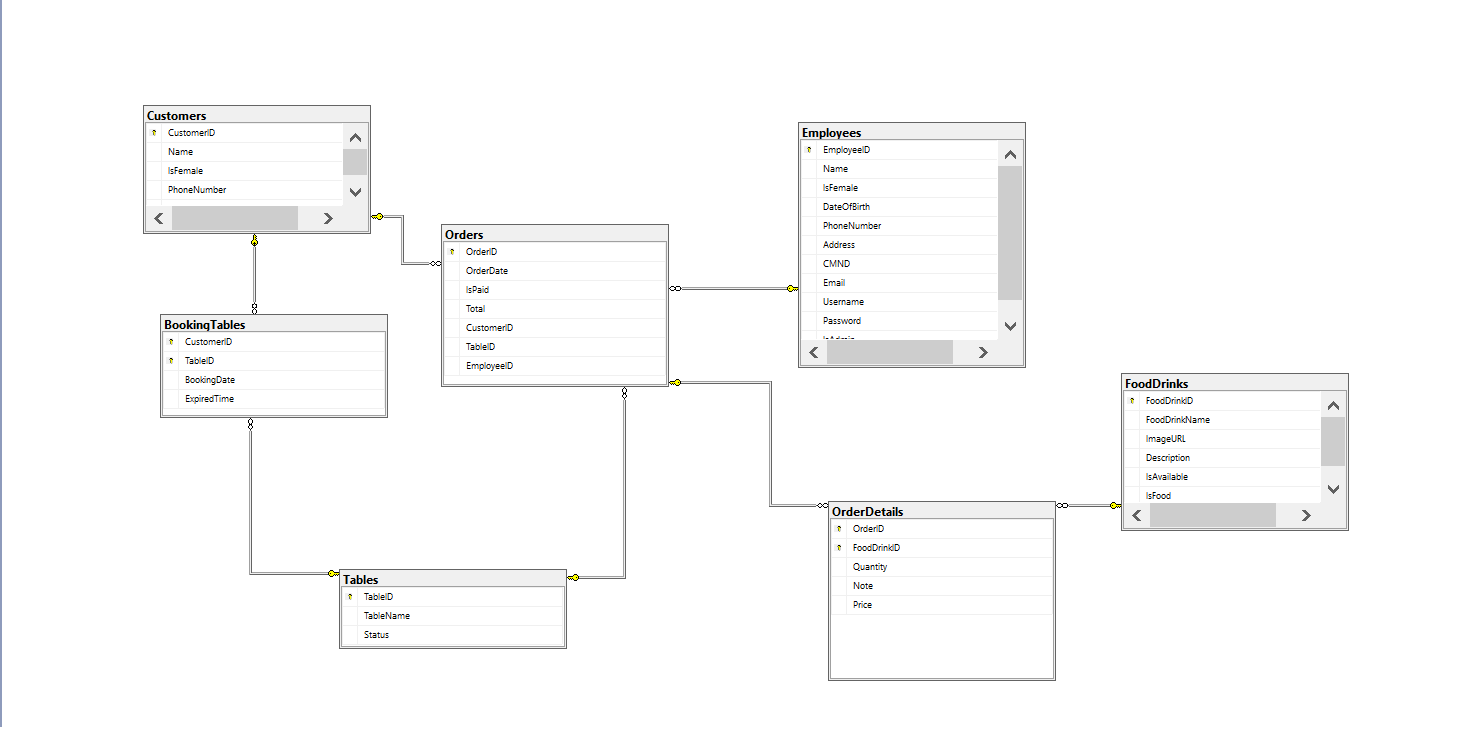 Customers
CustomerID
Name
IsFemale
PhoneNumber
Employees
EmployeeID
Name
IsFemale
DateOfBirth
PhoneNumber
Address
CMND
Email
Username
Password
IsAdmin
Orders
OrderID
OrderDate
IsPaid
Total
CustomerID
TableID
EmployeeID
BookingTables
CustomerID
TableID
BookingDate
ExpiredTime
FoodDrinks
FoodDrinkID
FoodDrinkName
ImageURL
Description
IsAvailable
IsFood
OrderDetails
OrderID
FoodDrinkID
Quantity
Note
Price
Tables
TableID
TableName
Status